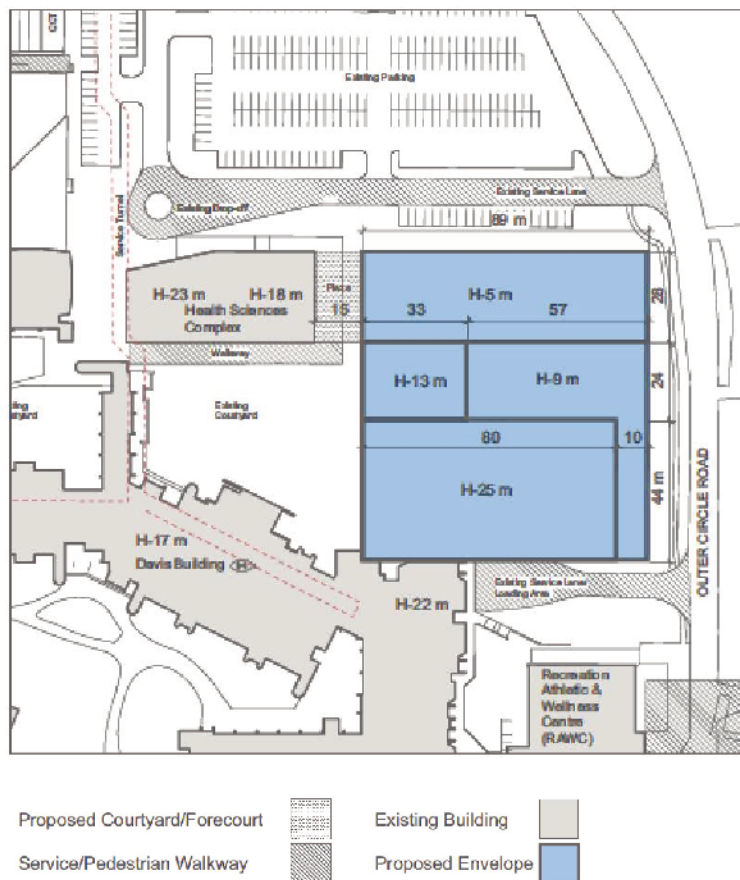 CCT
Existing Parking
Service Tunnel
Existing Drop-off
Existing Service Lane
89 m
H-23 m
H-18 m
Health Sciences
Complex
Plaza
15
H-5 m
33
57
28
Walkway
H-13 m
H-9 m
24
Existing
Courtyard
80
10
H-25 m
44 m
OUTER CIRCLE ROAD
H-17 m
Davis Building
H-22 m
Existing Service Lane/
Loading Area
Recreation
Athletic &
Wellness
Centre
(RAWC)
Proposed Courtyard/Forecourt
Existing Building
Service/Pedestrian Walkway
Proposed Envelope